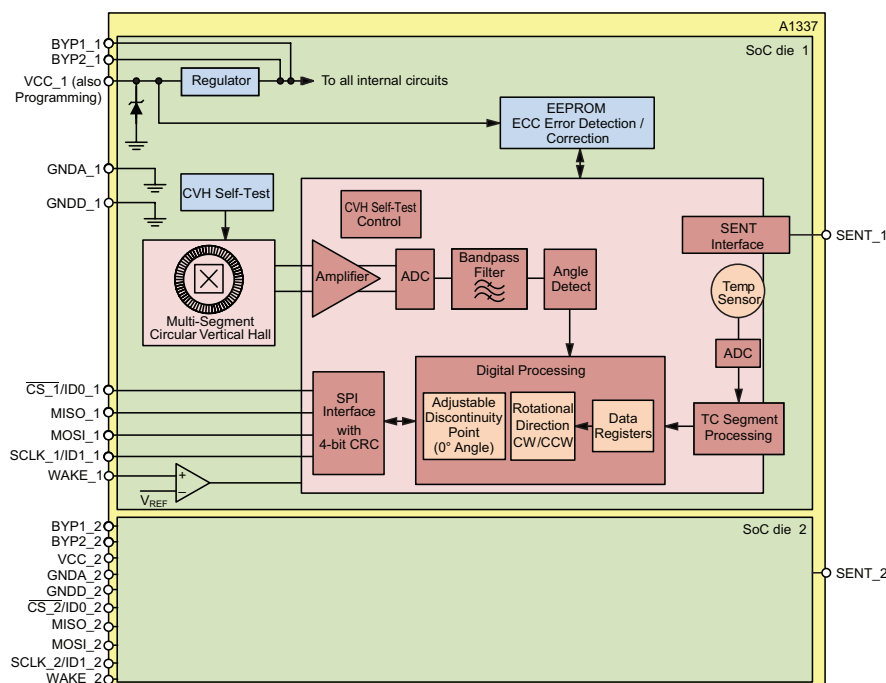 A1337
SoC die 1
BYP1_1
BYP2_1
VCC_1 (also
Programming)
Regulator
To all internal circuits
EEPROM
ECC Error Detection /
Correction
GNDA_1
GNDD_1
CVH Self-Test
CVH Self-Test
Control
SENT
Interface
SENT_1
Multi-Segment
Circular Vertical Hall
Amplifier
ADC
Bandpass
Filter
Angle
Detect
Temp
Sensor
ADC
CS_1/ID0_1
MISO_1
MOSI_1
SCLK_1/ID1_1
WAKE_1
SPI
Interface
with
4-bit CRC
Digital Processing
Adjustable
Discontinuity
Point
(0° Angle)
Rotational
Direction
CW/CCW
Data
Registers
TC Segment
Processing
+
–
VREF
SoC die 2
BYP1_2
BYP2_2
VCC_2
GNDA_2
GNDD_2
CS_2/ID0_2
MISO_2
MOSI_2
SCLK_2/ID1_2
WAKE_2
SENT_2